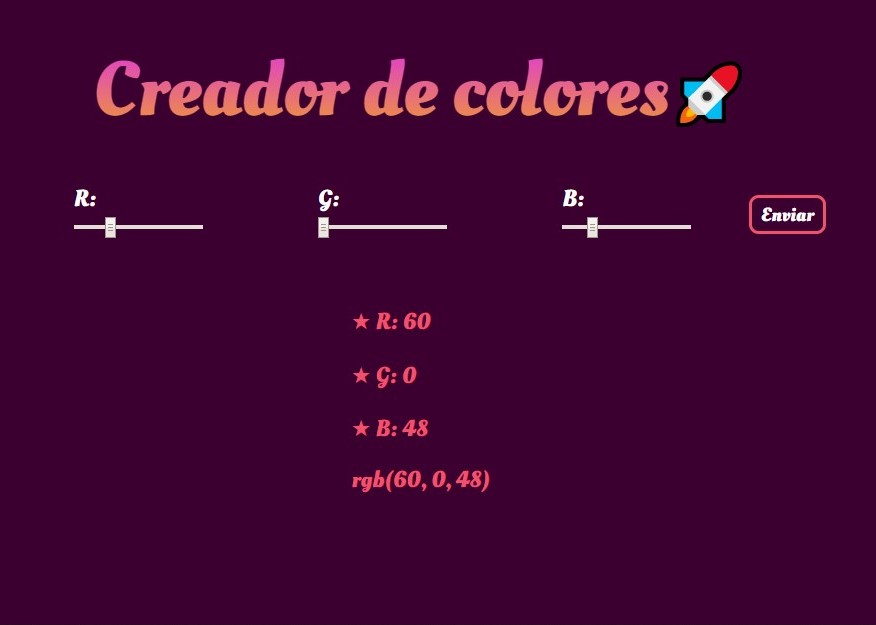 Creador de colores🚀
R:
G:
B:
Enviar
★ R: 60
★ G: 0
★ B: 48
rgb(60, 0, 48)